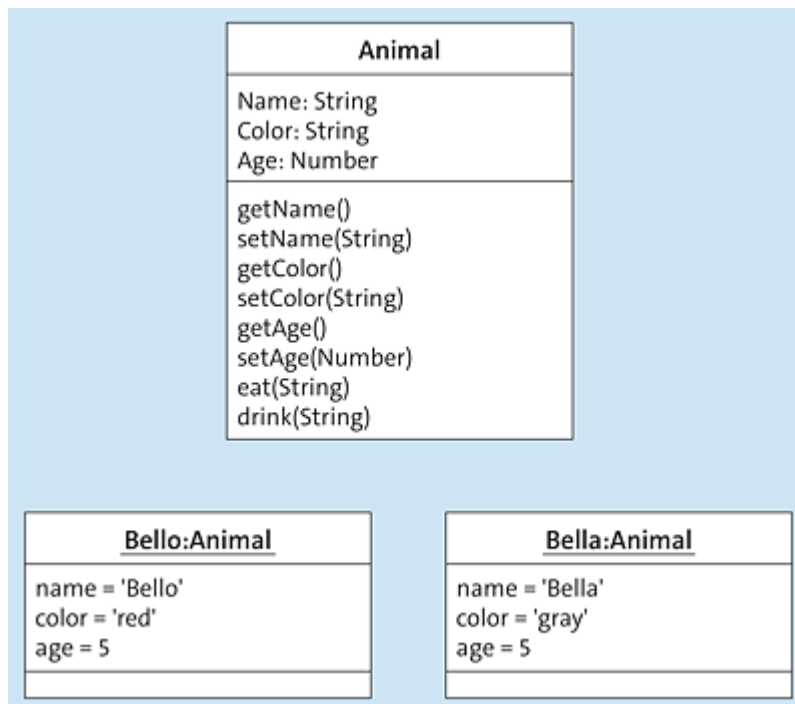 Animal
Name: String
Color: String
Age: Number
getName()
setName(String)
getColor()
setColor(String)
getAge()
setAge(Number)
eat(String)
drink(String)
Bello:Animal
name = 'Bello'
color = 'red'
age = 5
Bella:Animal
name = 'Bella'
color = 'gray'
age = 5